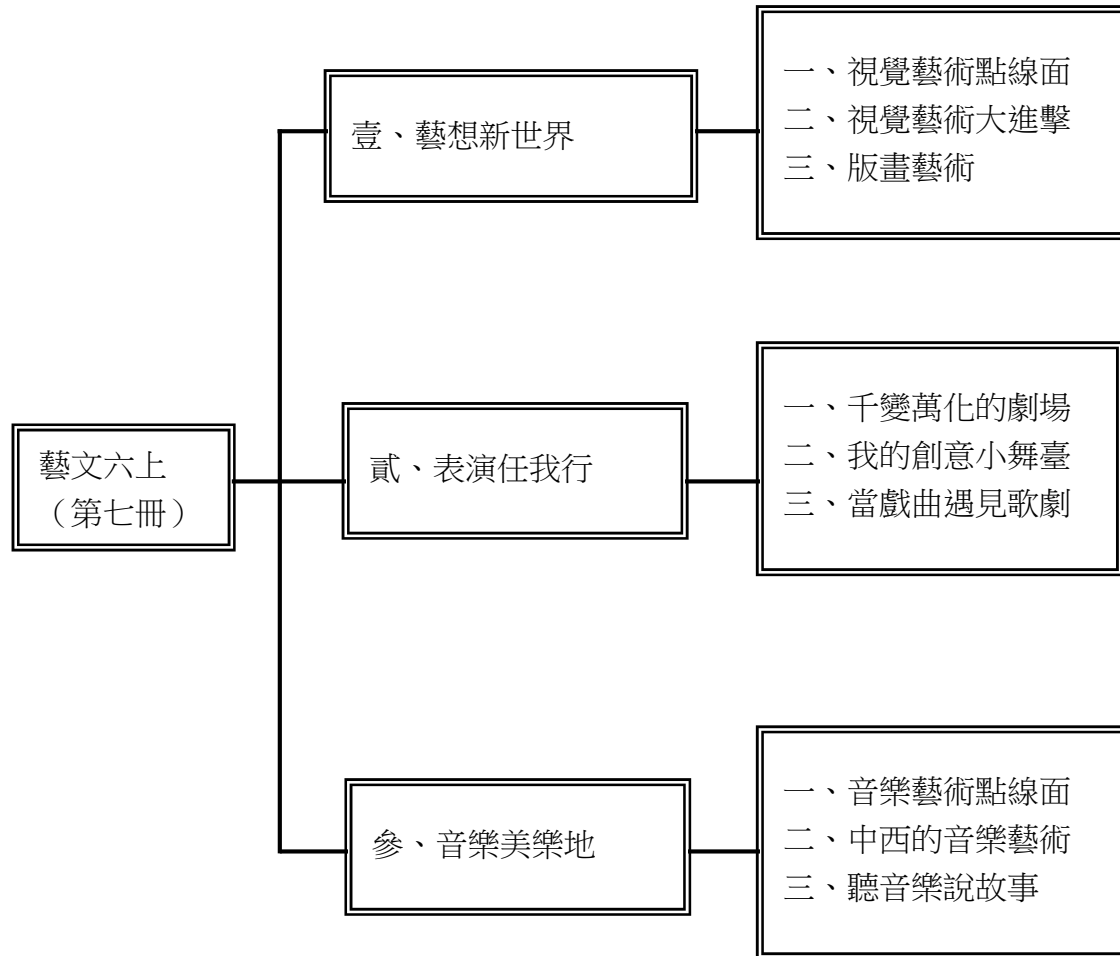 藝文六上
（第七冊）
壹、藝想新世界
一、視覺藝術點線面
二、視覺藝術大進擊
三、版畫藝術
貳、表演任我行
一、千變萬化的劇場
二、我的創意小舞臺
三、當戲曲遇見歌劇
參、音樂美樂地
一、音樂藝術點線面
二、中西的音樂藝術
三、聽音樂說故事